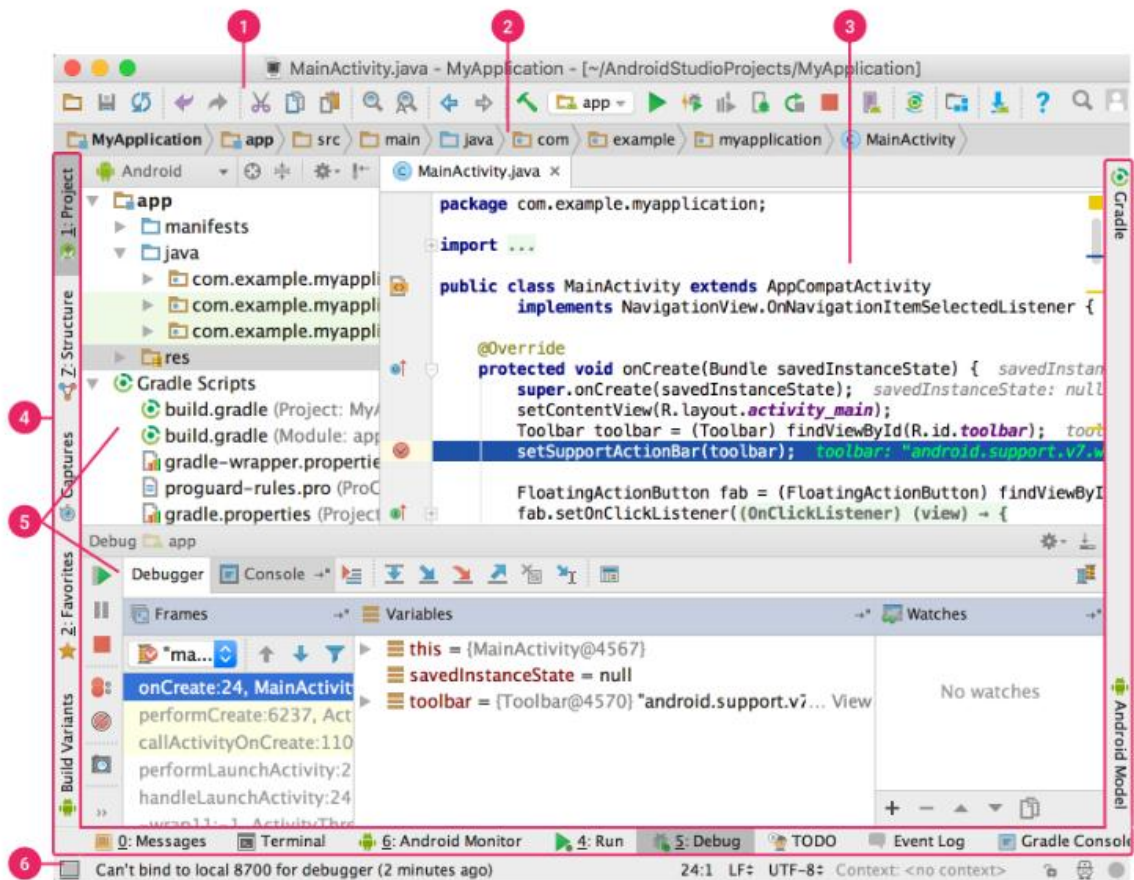 1
2
3
MainActivity.java - MyApplication - [~/AndroidStudioProjects/MyApplication]
app
?
MyApplication app src main java com example myapplication MainActivity
1: Project
Z: Structure
Captures
2: Favorites
Build Variants
4
5
Android
app
manifests
java
com.example.myappli
com.example.myappli
com.example.myappli
res
Gradle Scripts
build.gradle (Project: MyA
build.gradle (Module: app
gradle-wrapper.propertie
proguard-rules.pro (ProG
gradle.properties (Project
MainActivity.java
package com.example.myapplication;
import ...
public class MainActivity extends AppCompatActivity
implements NavigationView.OnNavigationItemSelectedListener {
@Override
protected void onCreate(Bundle savedInstanceState) { savedInstan
super.onCreate(savedInstanceState); savedInstanceState: null
setContentView(R.layout.activity_main);
Toolbar toolbar = (Toolbar) findViewById(R.id.toolbar); tool
setSupportActionBar(toolbar); toolbar: "android.support.v7.w
FloatingActionButton fab = (FloatingActionButton) findViewByI
fab.setOnClickListener((OnClickListener) (view) → {
Gradle
Android Model
Debug app
Debugger Console
Frames
Variables
Watches
"ma...
onCreate:24, MainActivit
performCreate:6237, Act
callActivityOnCreate:110
performLaunchActivity:2
handleLaunchActivity:24
-wrap11:-1, ActivityThre
this = {MainActivity@4567}
savedInstanceState = null
toolbar = {Toolbar@4570} "android.support.v7... View
No watches
0: Messages Terminal 6: Android Monitor 4: Run 5: Debug TODO Event Log Gradle Console
6
Can't bind to local 8700 for debugger (2 minutes ago) 24:1 LF UTF-8 Context: <no context>